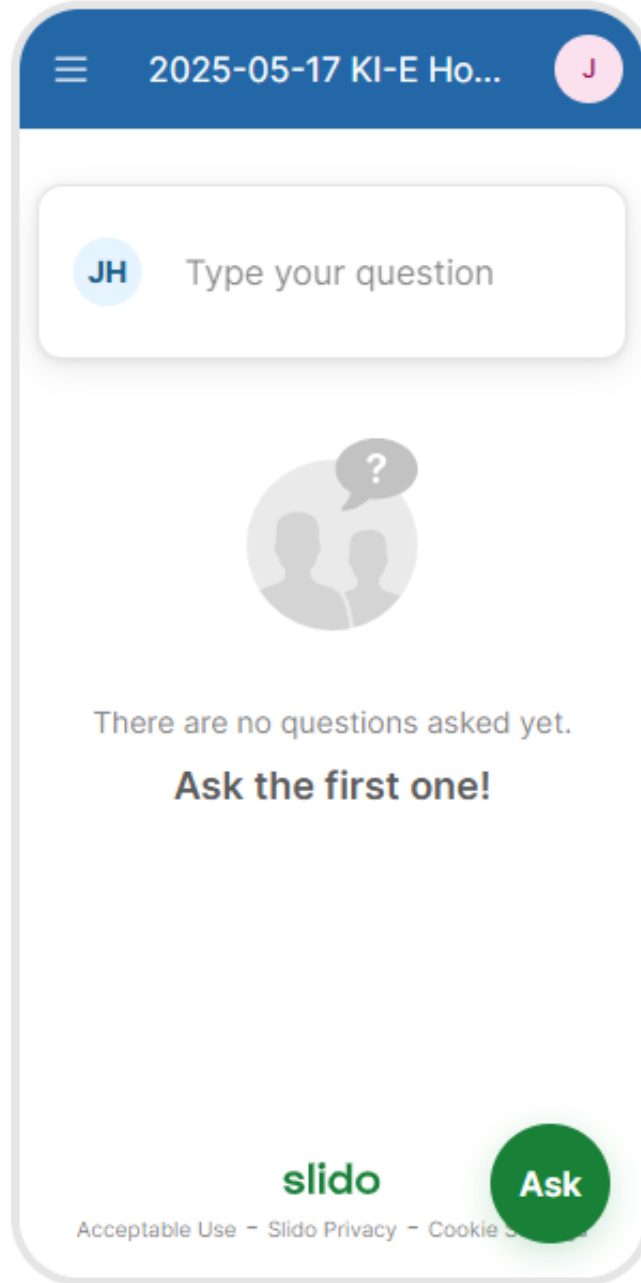 2025-05-17 KI-E Ho...
J
JH Type your question
?
There are no questions asked yet.
Ask the first one!
slido
Ask
Acceptable Use - Slido Privacy - Cookie